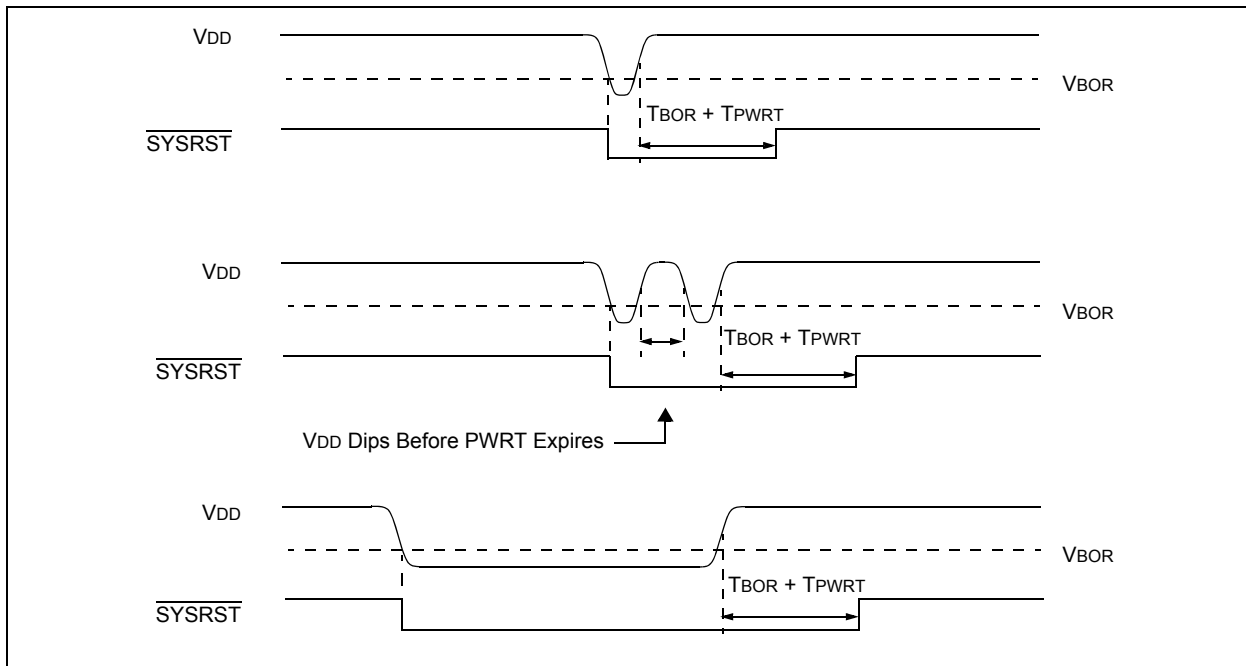 VDD
VBOR
TBOR + TPWRT
SYSRST
VDD
VBOR
TBOR + TPWRT
SYSRST
VDD Dips Before PWRT Expires
VDD
VBOR
TBOR + TPWRT
SYSRST